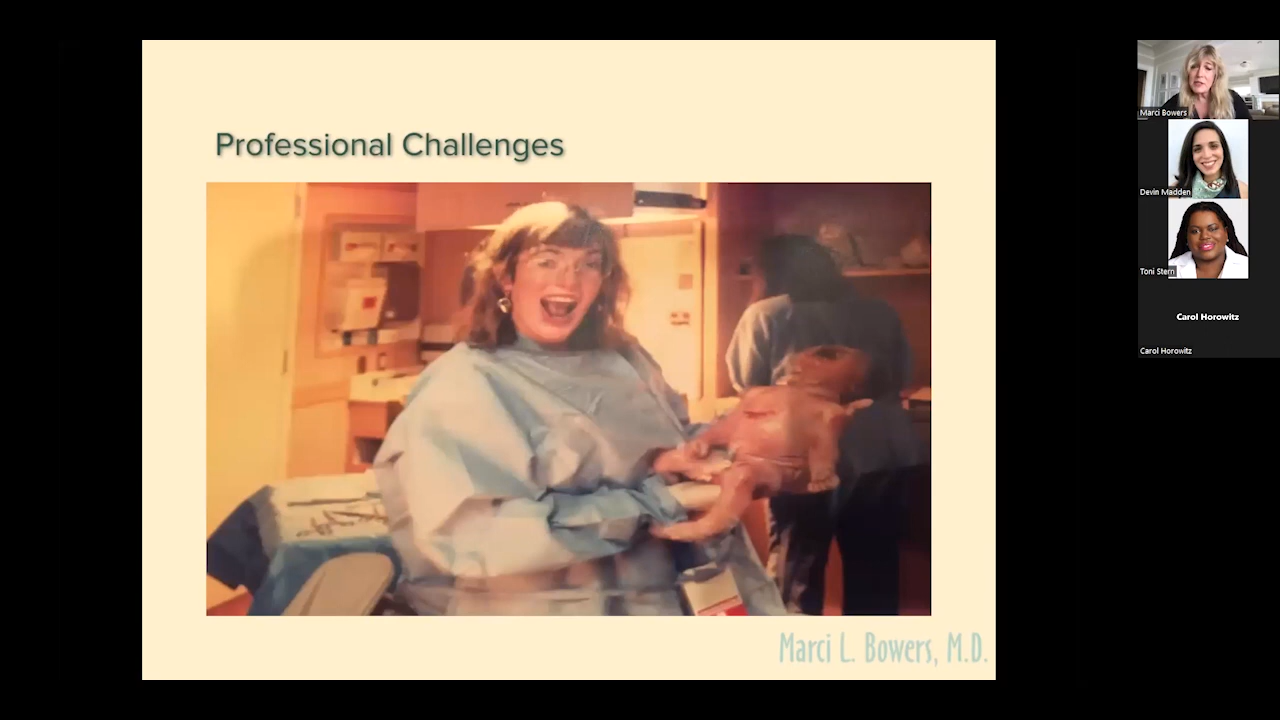 Professional Challenges
Marci L. Bowers, M.D.
Marci Bowers
Devin Madden
Toni Stern
Carol Horowitz
Carol Horowitz